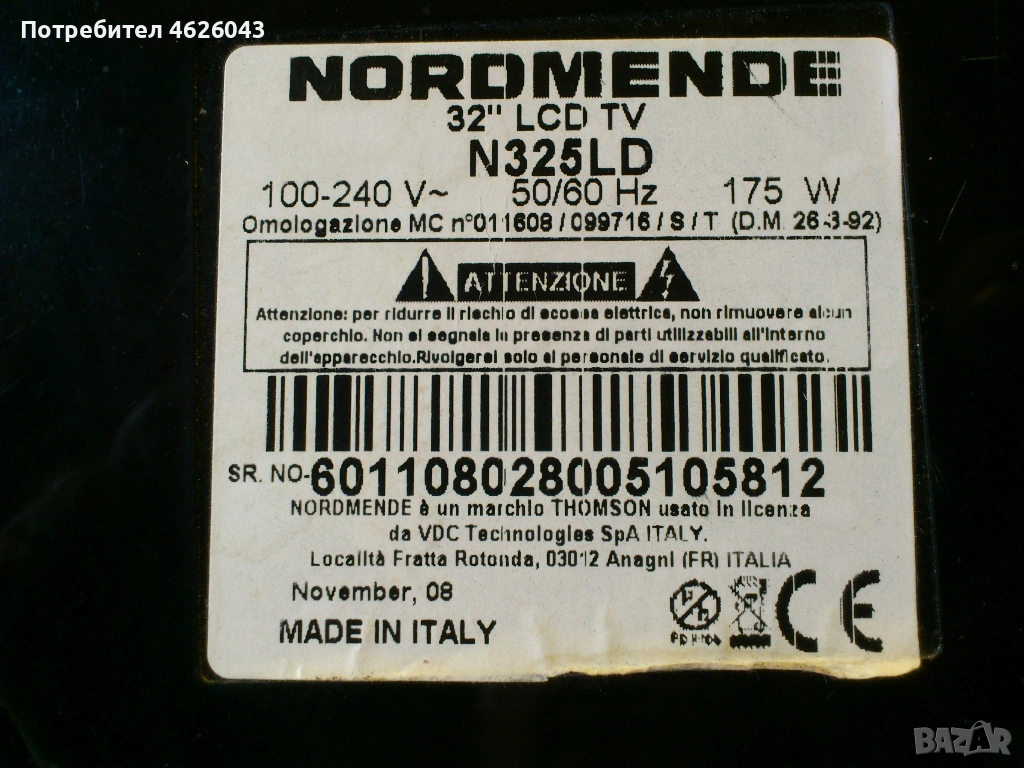 Потребител 4626043
NORDMENDE
32" LCD TV
N325LD
100-240 V~ 50/60 Hz 175 W
Omologazione MC n°011608 / 099716 / S / T (D.M. 26-3-92)
ATTENZIONE
Attenzione: per ridurre il rischio di scossa elettrica, non rimuovere alcun
coperchio. Non si segnala in presenza di parti utilizzabili all'interno
dell'apparecchio.Rivolgersi solo al personale di servizio qualificato.
SR. NO-6011080280005105812
NORDMENDE è un marchio THOMSON usato in licenza
da VDC Technologies SpA ITALY.
Località Fratta Rotonda, 03012 Anagni (FR) ITALIA
November, 08
MADE IN ITALY
CE
BAZAR